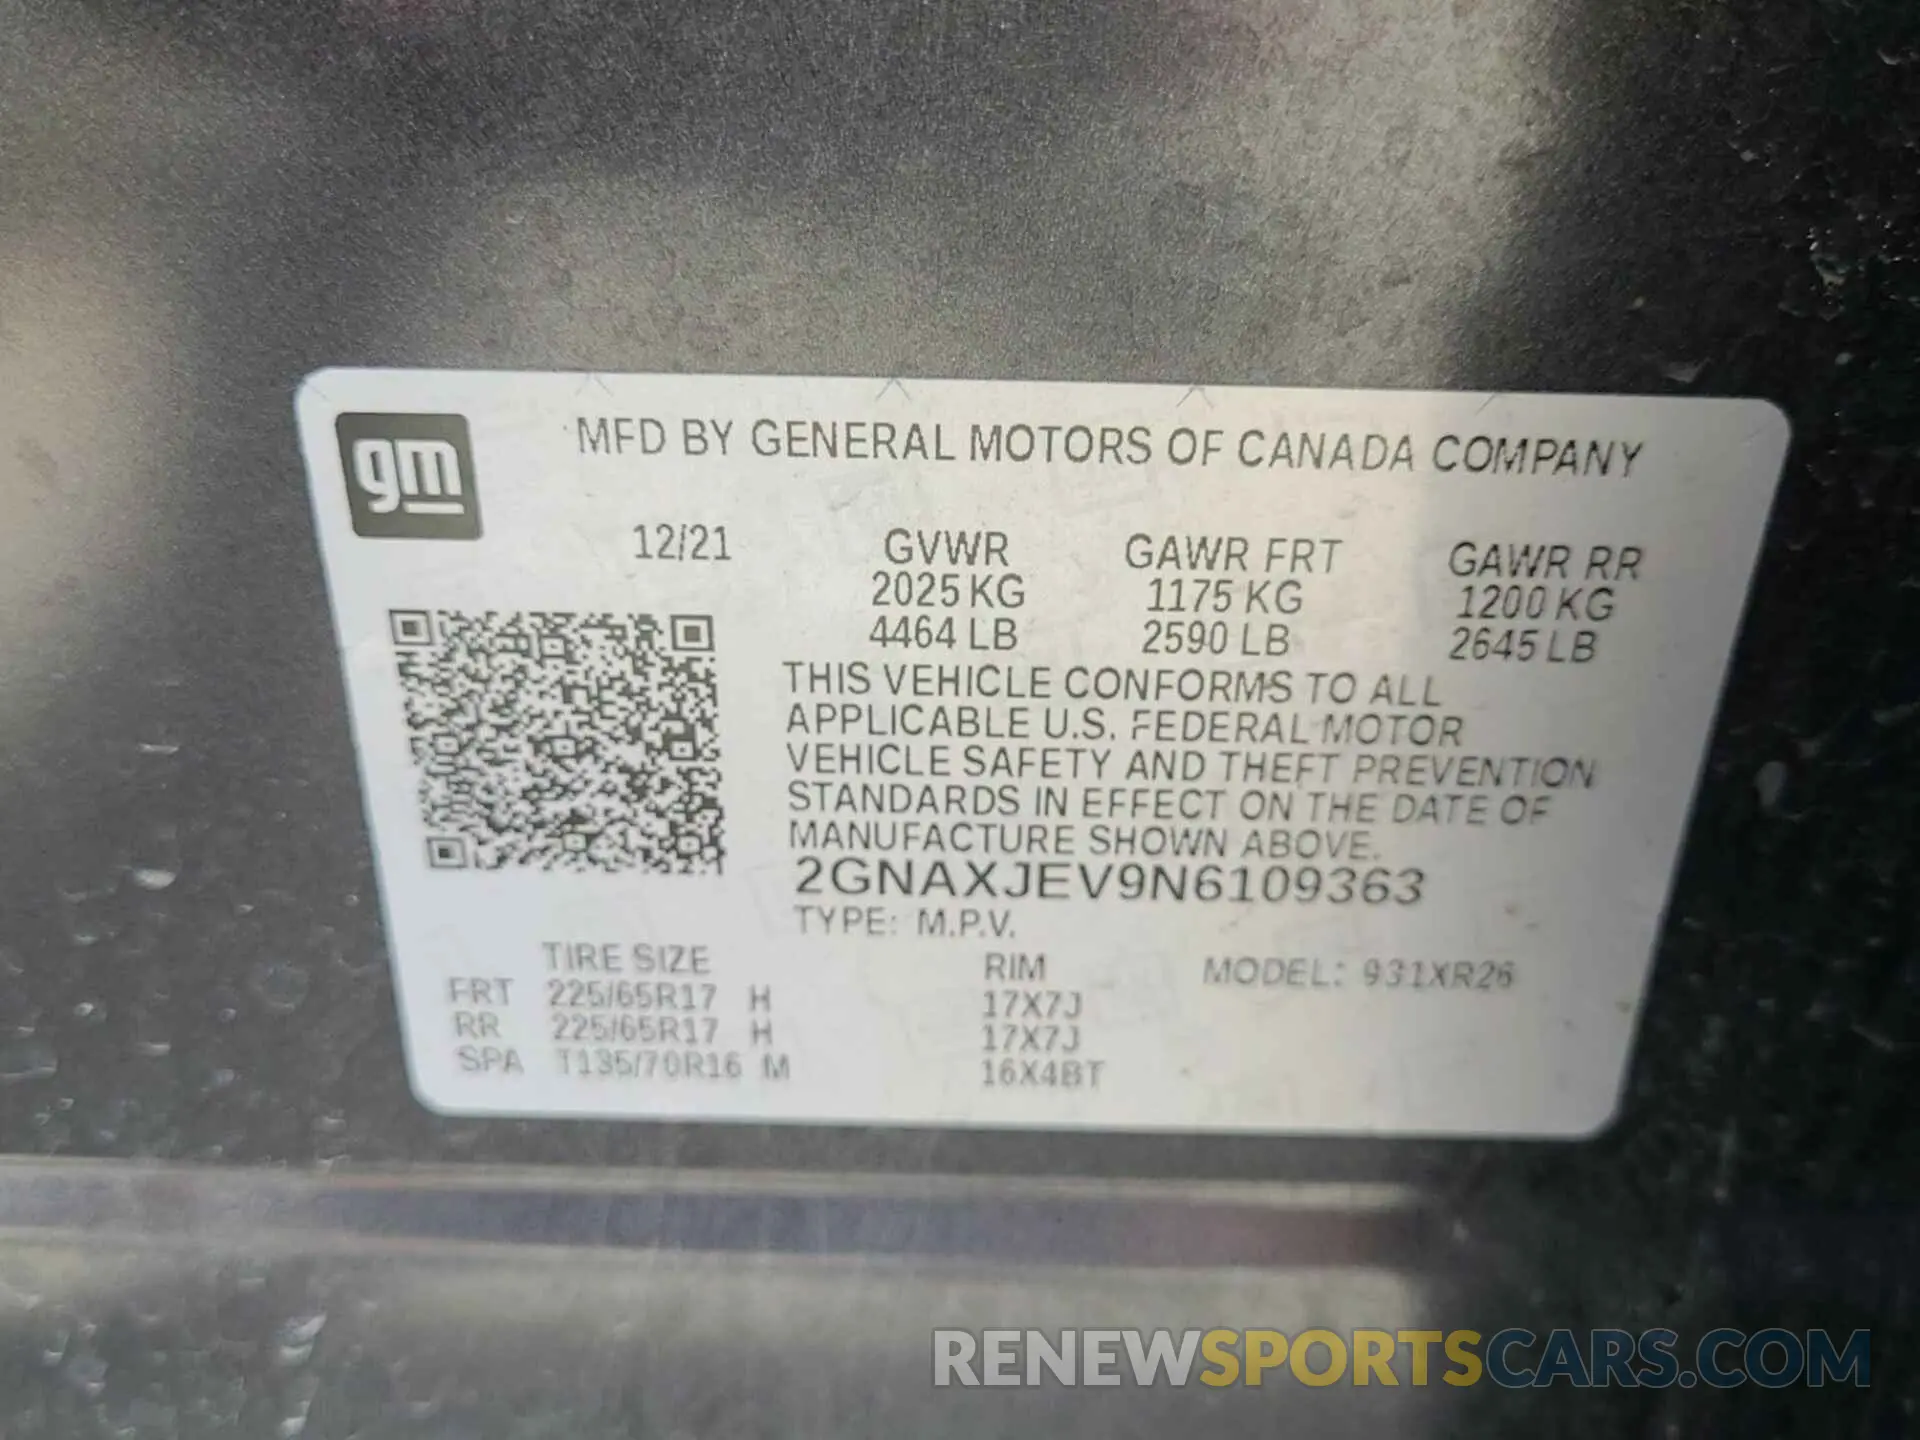 gm
MFD BY GENERAL MOTORS OF CANADA COMPANY
12/21 GVWR GAWR FRT GAWR RR
2025 KG 1175 KG 1200 KG
4464 LB 2590 LB 2645 LB
THIS VEHICLE CONFORMS TO ALL
APPLICABLE U.S. FEDERAL MOTOR
VEHICLE SAFETY AND THEFT PREVENTION
STANDARDS IN EFFECT ON THE DATE OF
MANUFACTURE SHOWN ABOVE.
2GNAXJEV9N6109363
TYPE: M.P.V.
TIRE SIZE RIM MODEL: 931XR26
FRT 225/65R17 H 17X7J
RR 225/65R17 H 17X7J
SPA T135/70R16 M 16X4BT
RENEWSPORTSCARS.COM